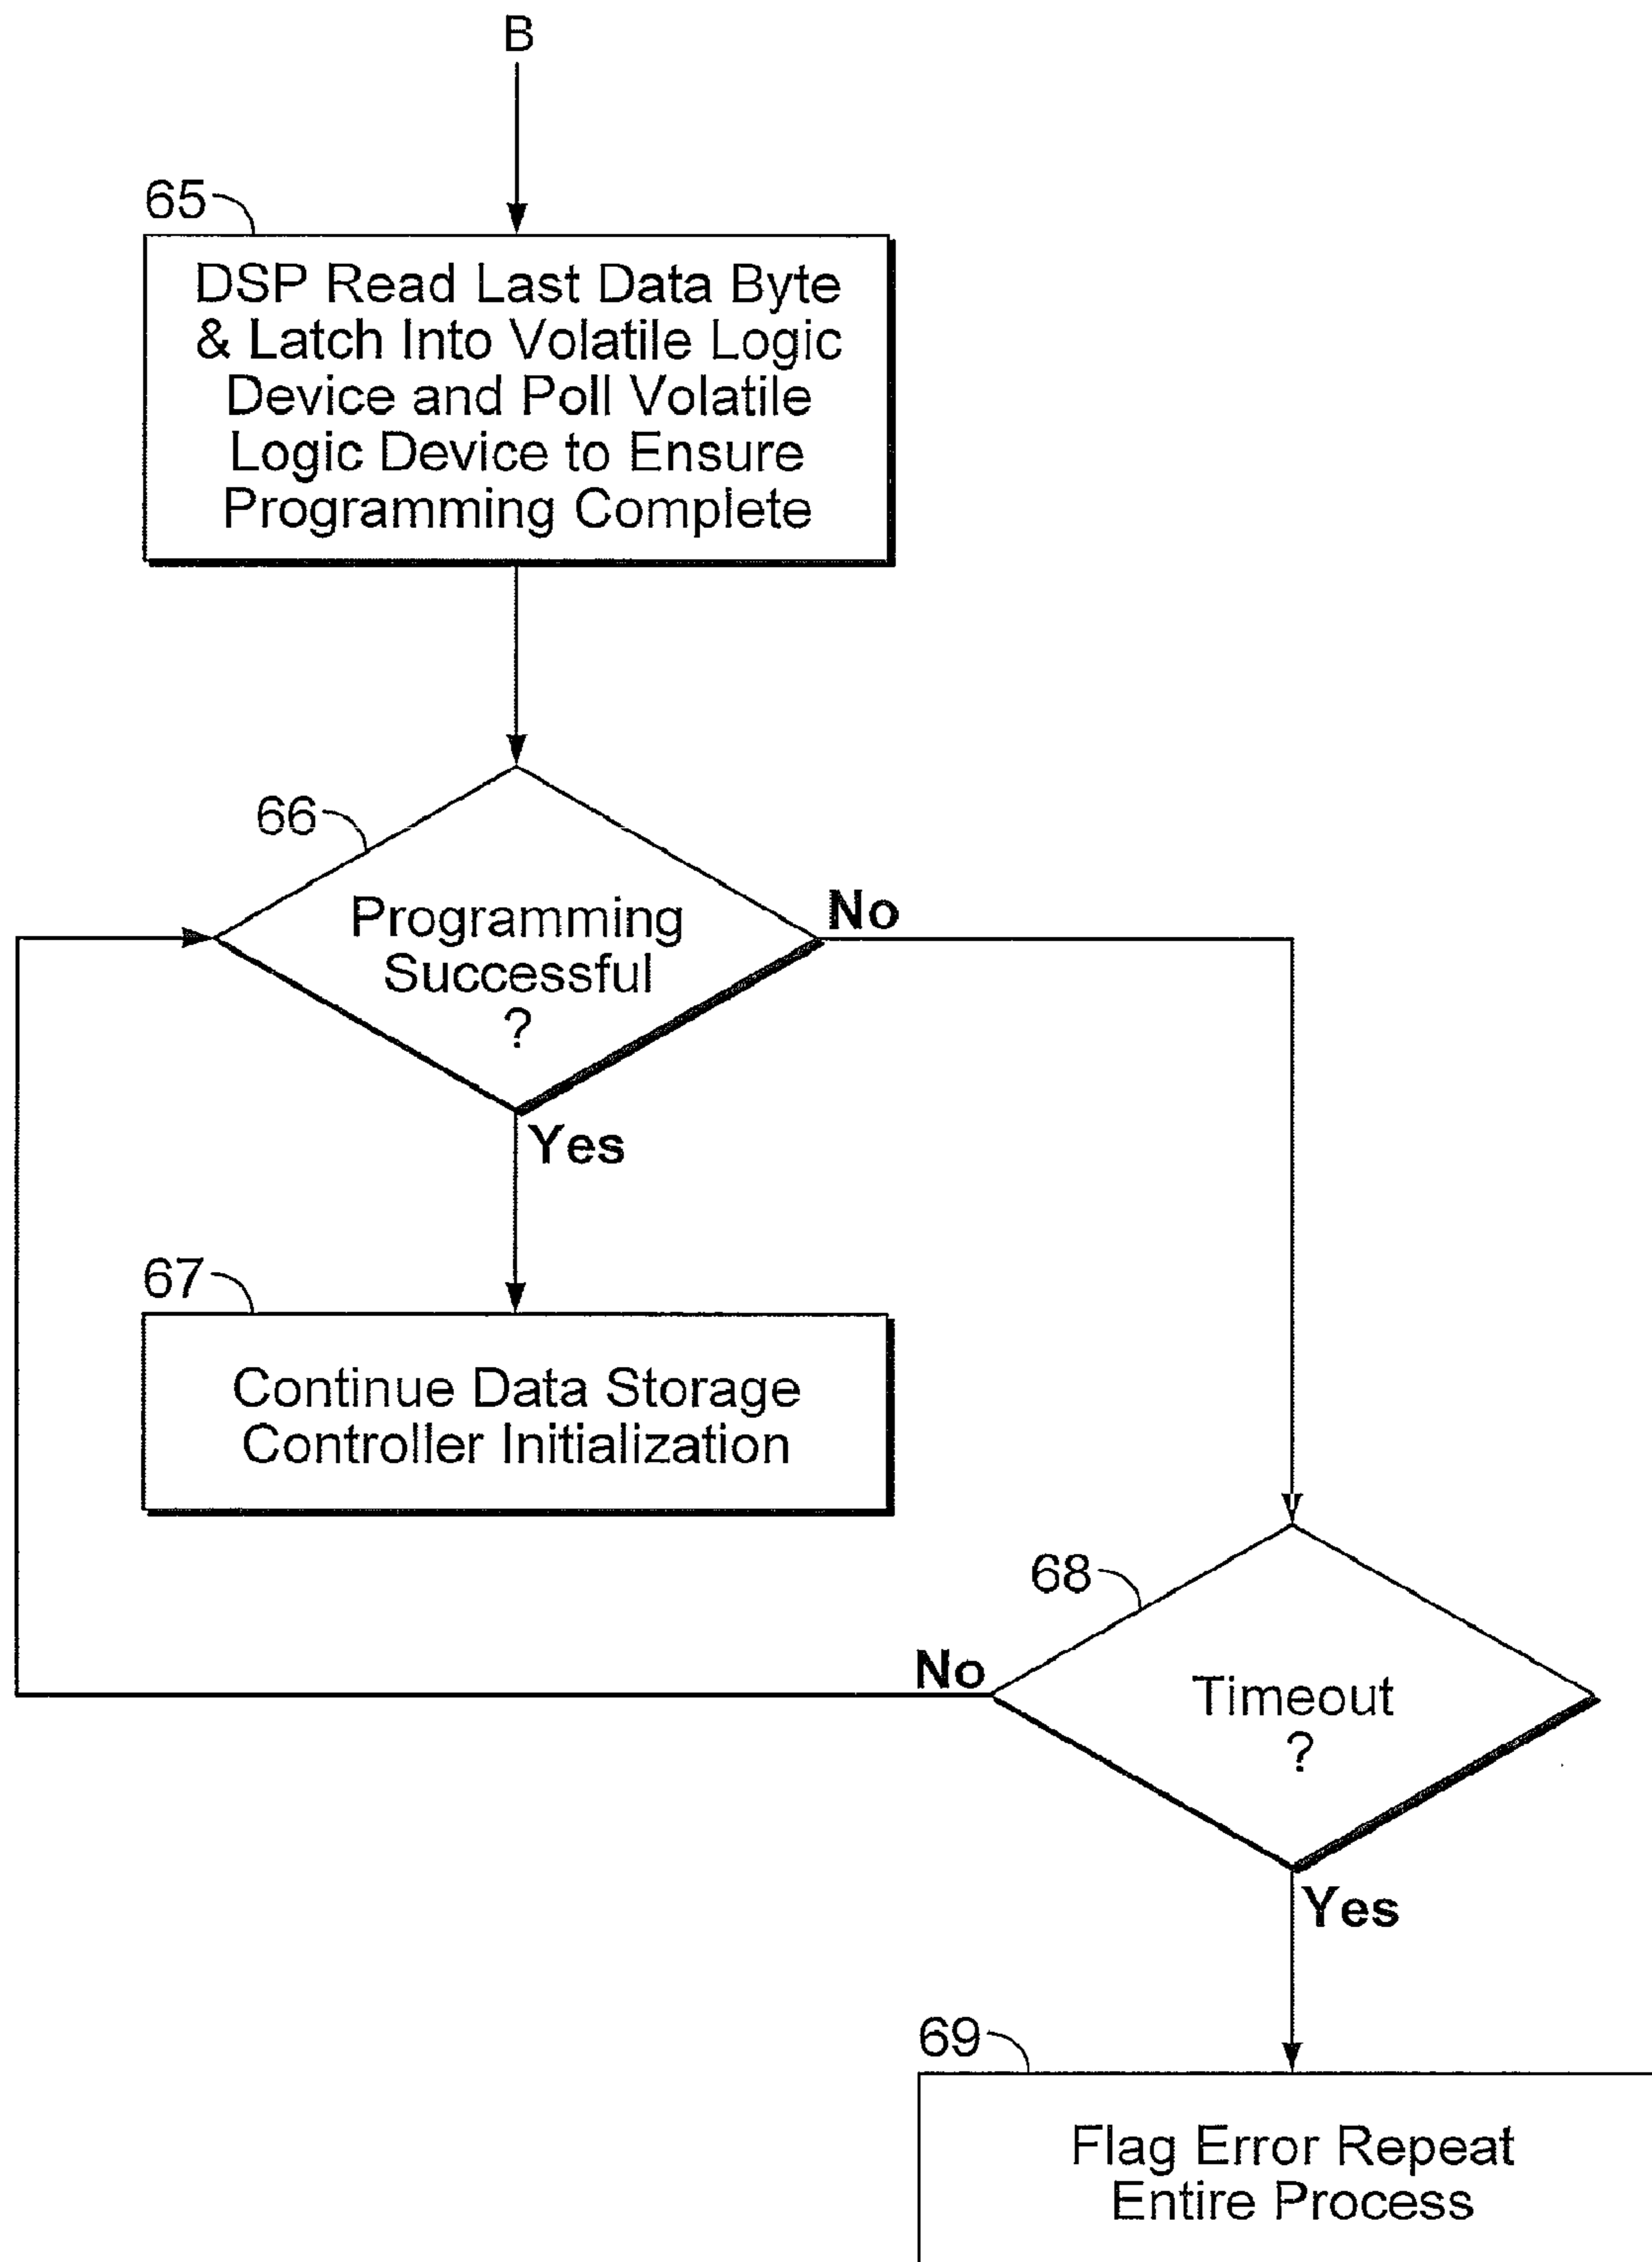 B
65
DSP Read Last Data Byte
& Latch Into Volatile Logic
Device and Poll Volatile
Logic Device to Ensure
Programming Complete
66
Programming
Successful
?
No
Yes
67
Continue Data Storage
Controller Initialization
68
Timeout
?
No
Yes
69
Flag Error Repeat
Entire Process